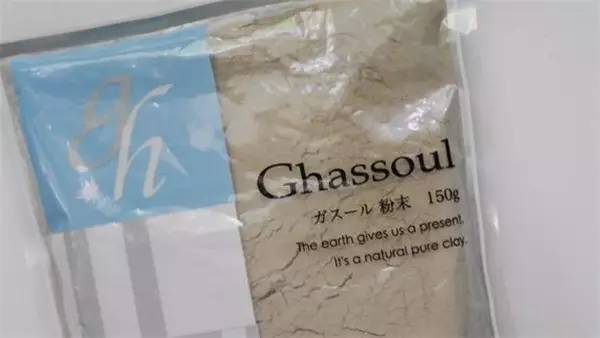 gh
Ghassoul
ガスール 粉末 150g
The earth gives us a present.
It's a natural pure clay.